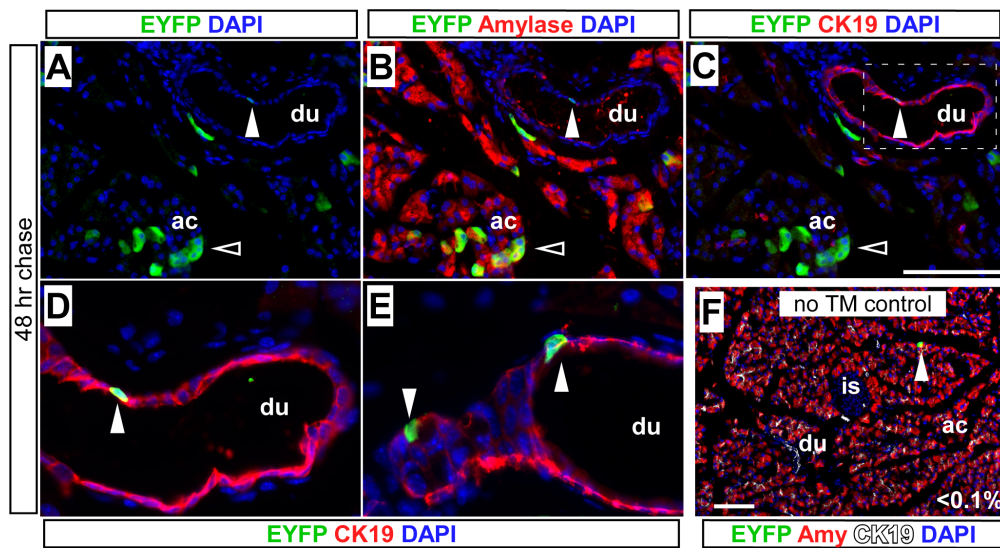 EYFP DAPI
EYFP Amylase DAPI
EYFP CK19 DAPI
48 hr chase
A
du
ac
B
du
ac
C
du
ac
D
du
E
du
F
no TM control
is
du
ac
<0.1%
EYFP CK19 DAPI
EYFP Amy CK19 DAPI